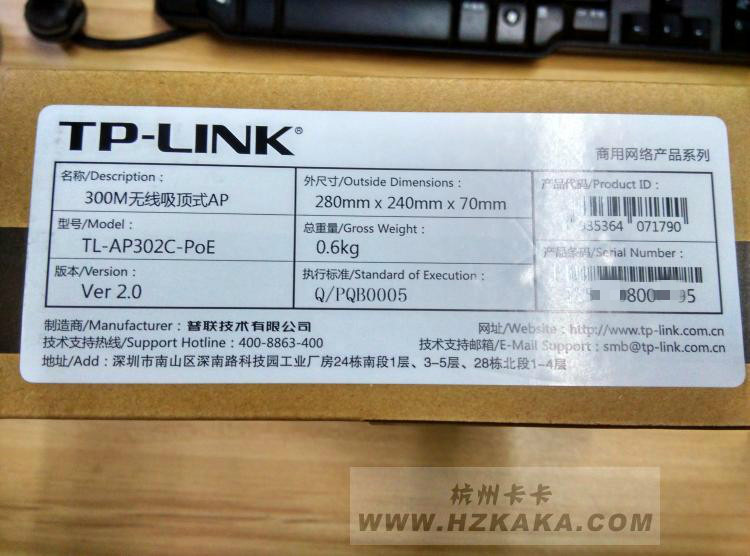 TP-LINK®
商用网络产品系列
名称/Description：
300M无线吸顶式AP
外尺寸/Outside Dimensions：
280mm x 240mm x 70mm
产品代码/Product ID：
935364 071790
型号/Model：
TL-AP302C-PoE
总重量/Gross Weight：
0.6kg
产品条码/Serial Number：
800
95
版本/Version：
Ver 2.0
执行标准/Standard of Execution：
Q/PQB0005
制造商/Manufacturer：普联技术有限公司
网址/Website：http://www.tp-link.com.cn
技术支持热线/Support Hotline：400-8863-400
技术支持邮箱/E-Mail Support：smb@tp-link.com.cn
地址/Add：深圳市南山区深南路科技园工业厂房24栋南段1层、3-5层、28栋北段1-4层
杭州卡卡
WWW.HZKAKA.COM